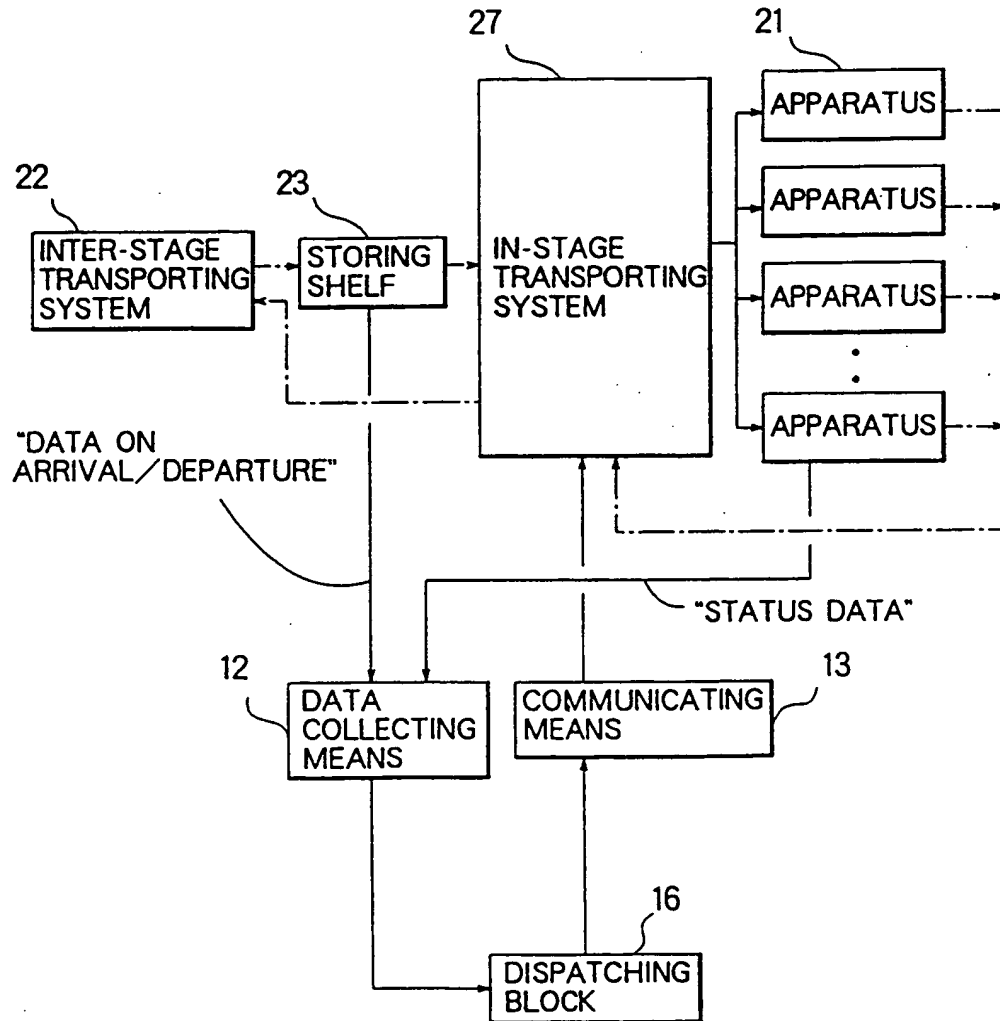 22
INTER-STAGE
TRANSPORTING
SYSTEM
23
STORING
SHELF
27
IN-STAGE
TRANSPORTING
SYSTEM
21
APPARATUS
APPARATUS
APPARATUS
APPARATUS
"DATA ON
ARRIVAL/DEPARTURE"
"STATUS DATA"
12
DATA
COLLECTING
MEANS
13
COMMUNICATING
MEANS
16
DISPATCHING
BLOCK